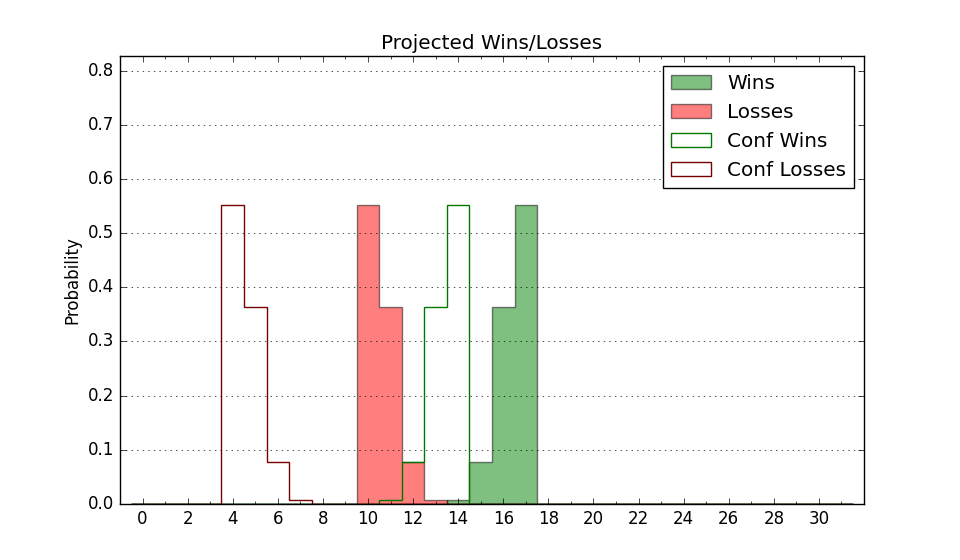 Projected Wins/Losses
0.8
0.7
0.6
0.5
0.4
0.3
0.2
0.1
0.0
Probability
Wins
Losses
Conf Wins
Conf Losses
0 2 4 6 8 10 12 14 16 18 20 22 24 26 28 30